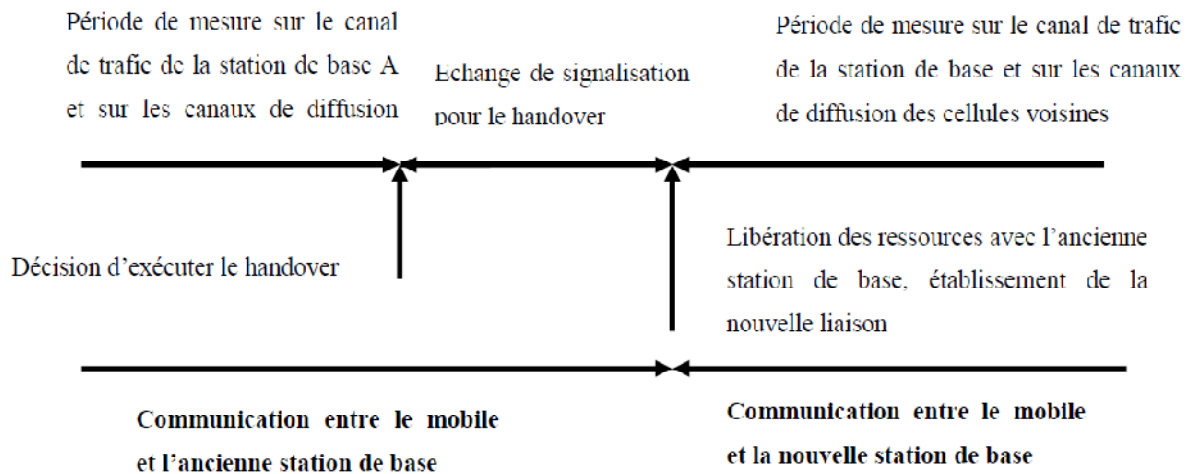 Période de mesure sur le canal
de trafic de la station de base A
et sur les canaux de diffusion
Echange de signalisation
pour le handover
Période de mesure sur le canal de trafic
de la station de base et sur les canaux
de diffusion des cellules voisines
Décision d’exécuter le handover
Libération des ressources avec l’ancienne
station de base, établissement de la
nouvelle liaison
Communication entre le mobile
et l’ancienne station de base
Communication entre le mobile
et la nouvelle station de base